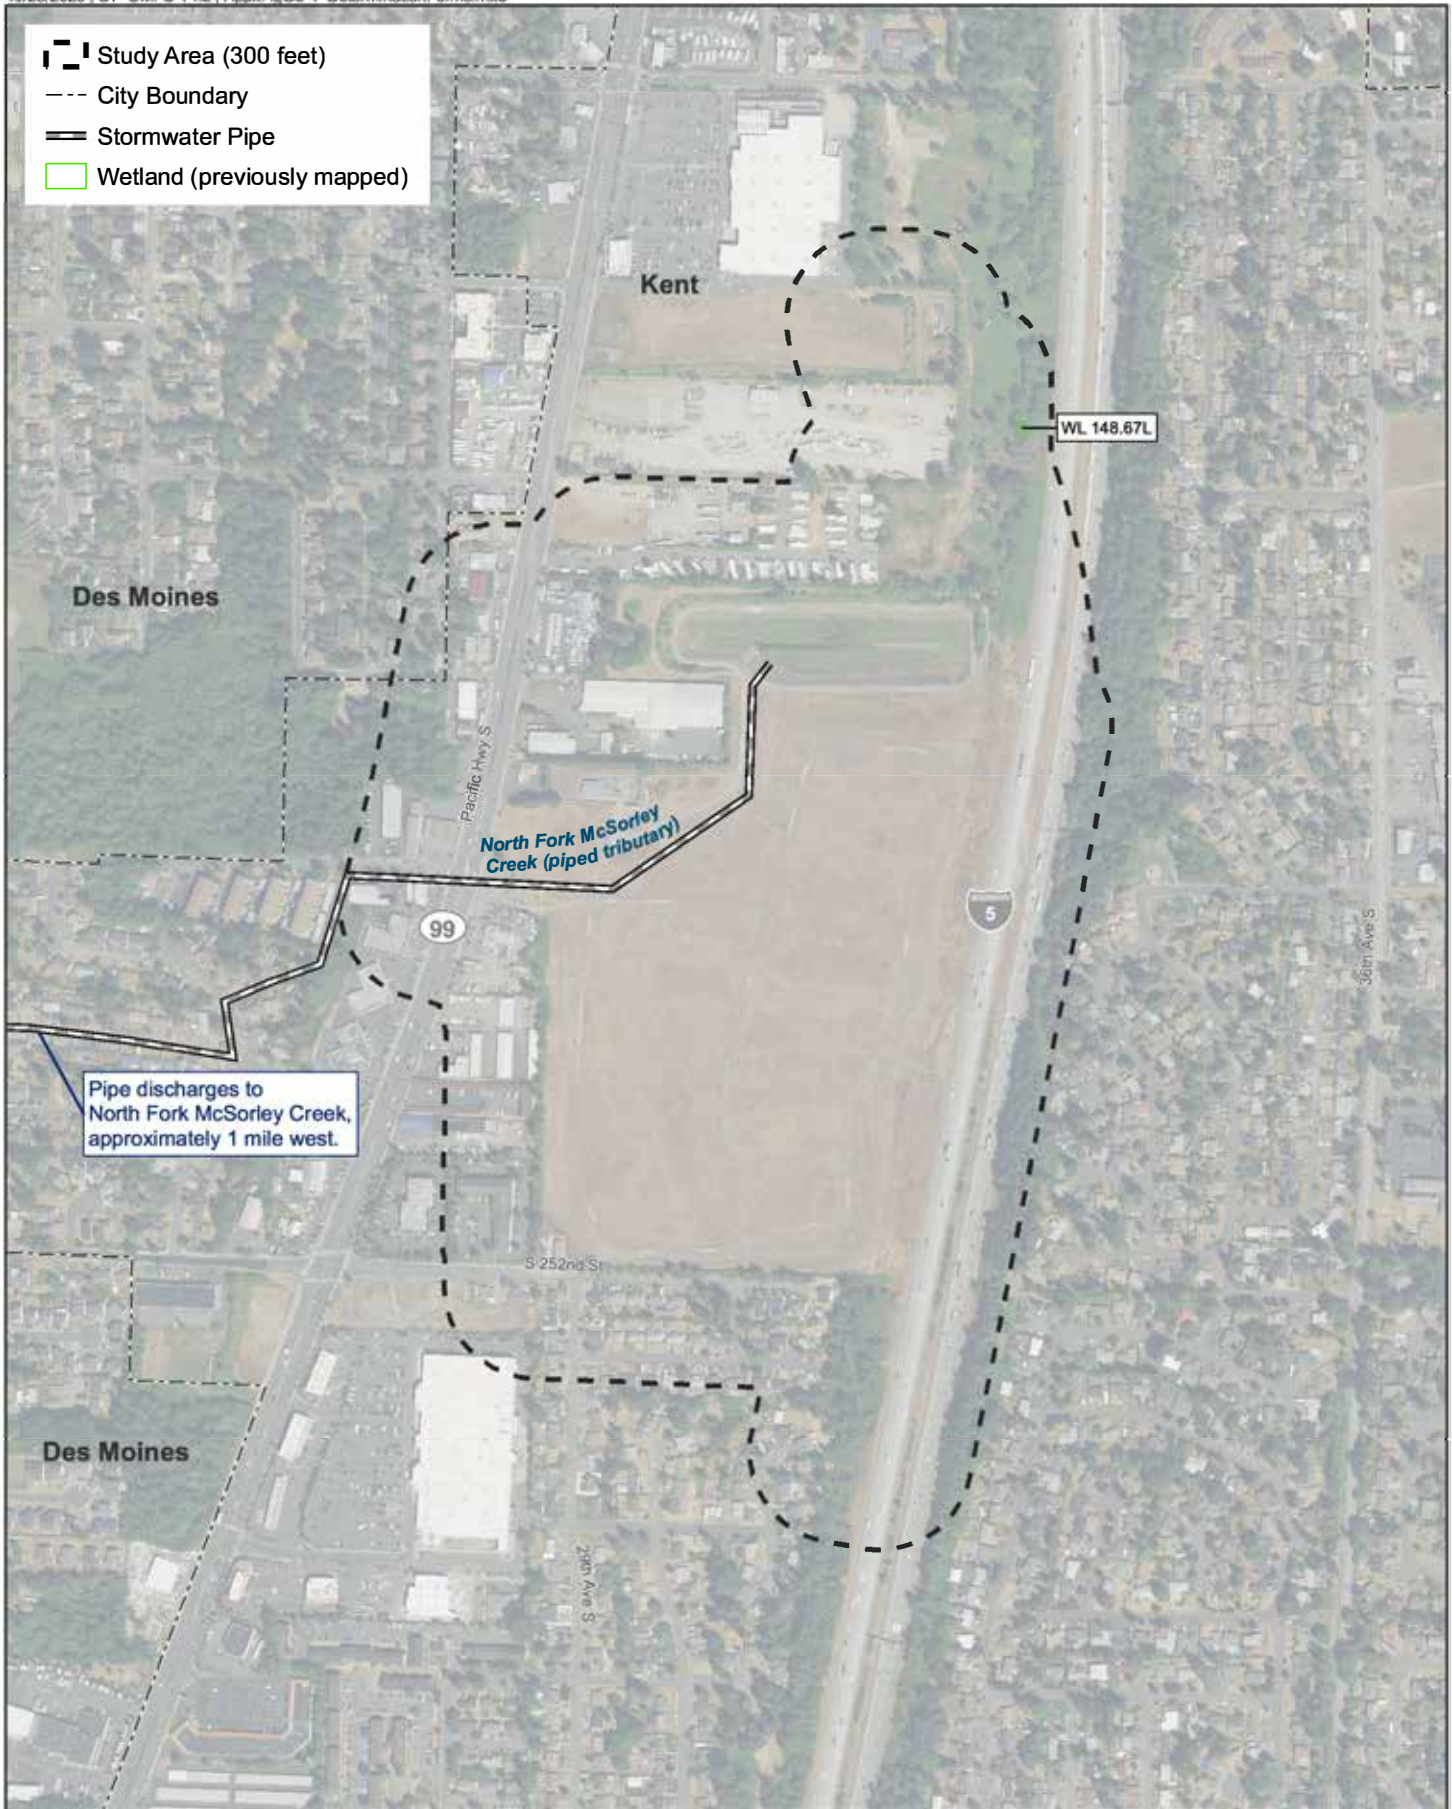 Study Area (300 feet)
City Boundary
Stormwater Pipe
Wetland (previously mapped)
Kent
WL 148.67L
Des Moines
Pacific Hwy S
North Fork McSorley
Creek (piped tributary)
99
5
36th Ave S
Pipe discharges to
North Fork McSorley Creek,
approximately 1 mile west.
S 252nd St
Des Moines
29th Ave S